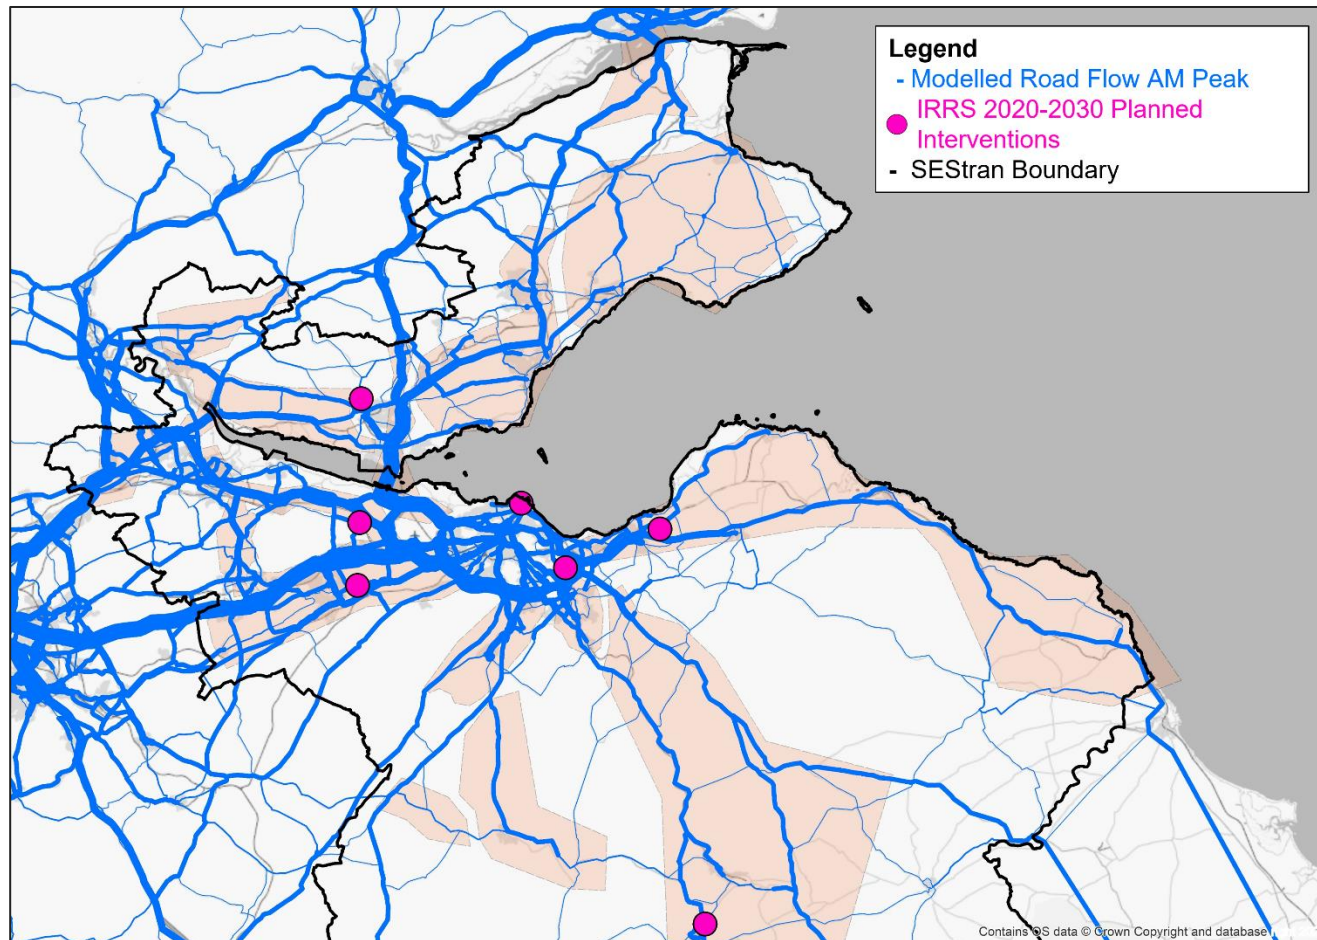 Legend
- Modelled Road Flow AM Peak
IRRS 2020-2030 Planned
Interventions
- SEStran Boundary
Contains OS data © Crown Copyright and database